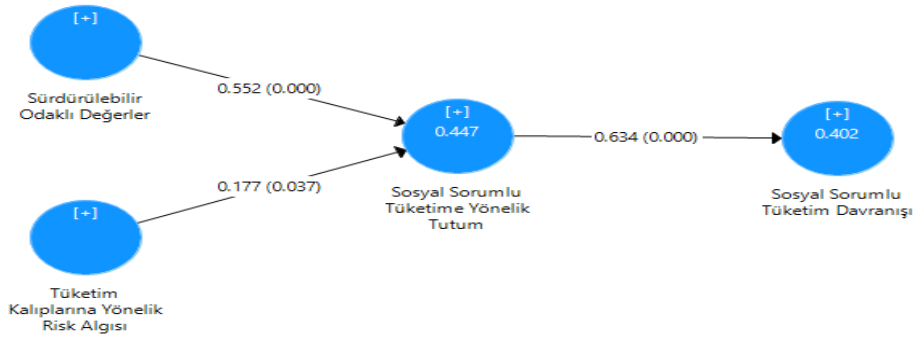 [+]
Sürdürülebilir
Odaklı Değerler
0.552 (0.000)
[+]
0.447
Sosyal Sorumlu
Tüketime Yönelik
Tutum
0.634 (0.000)
[+]
0.402
Sosyal Sorumlu
Tüketim Davranışı
0.177 (0.037)
[+]
Tüketim
Kalıplarına Yönelik
Risk Algısı